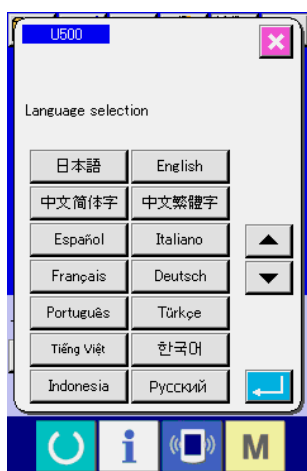 U500
Language selection
日本語 English
中文简体字 中文繁體字
Español Italiano
Français Deutsch
Português Türkçe
Tiếng Việt 한국어
Indonesia Русский
i M